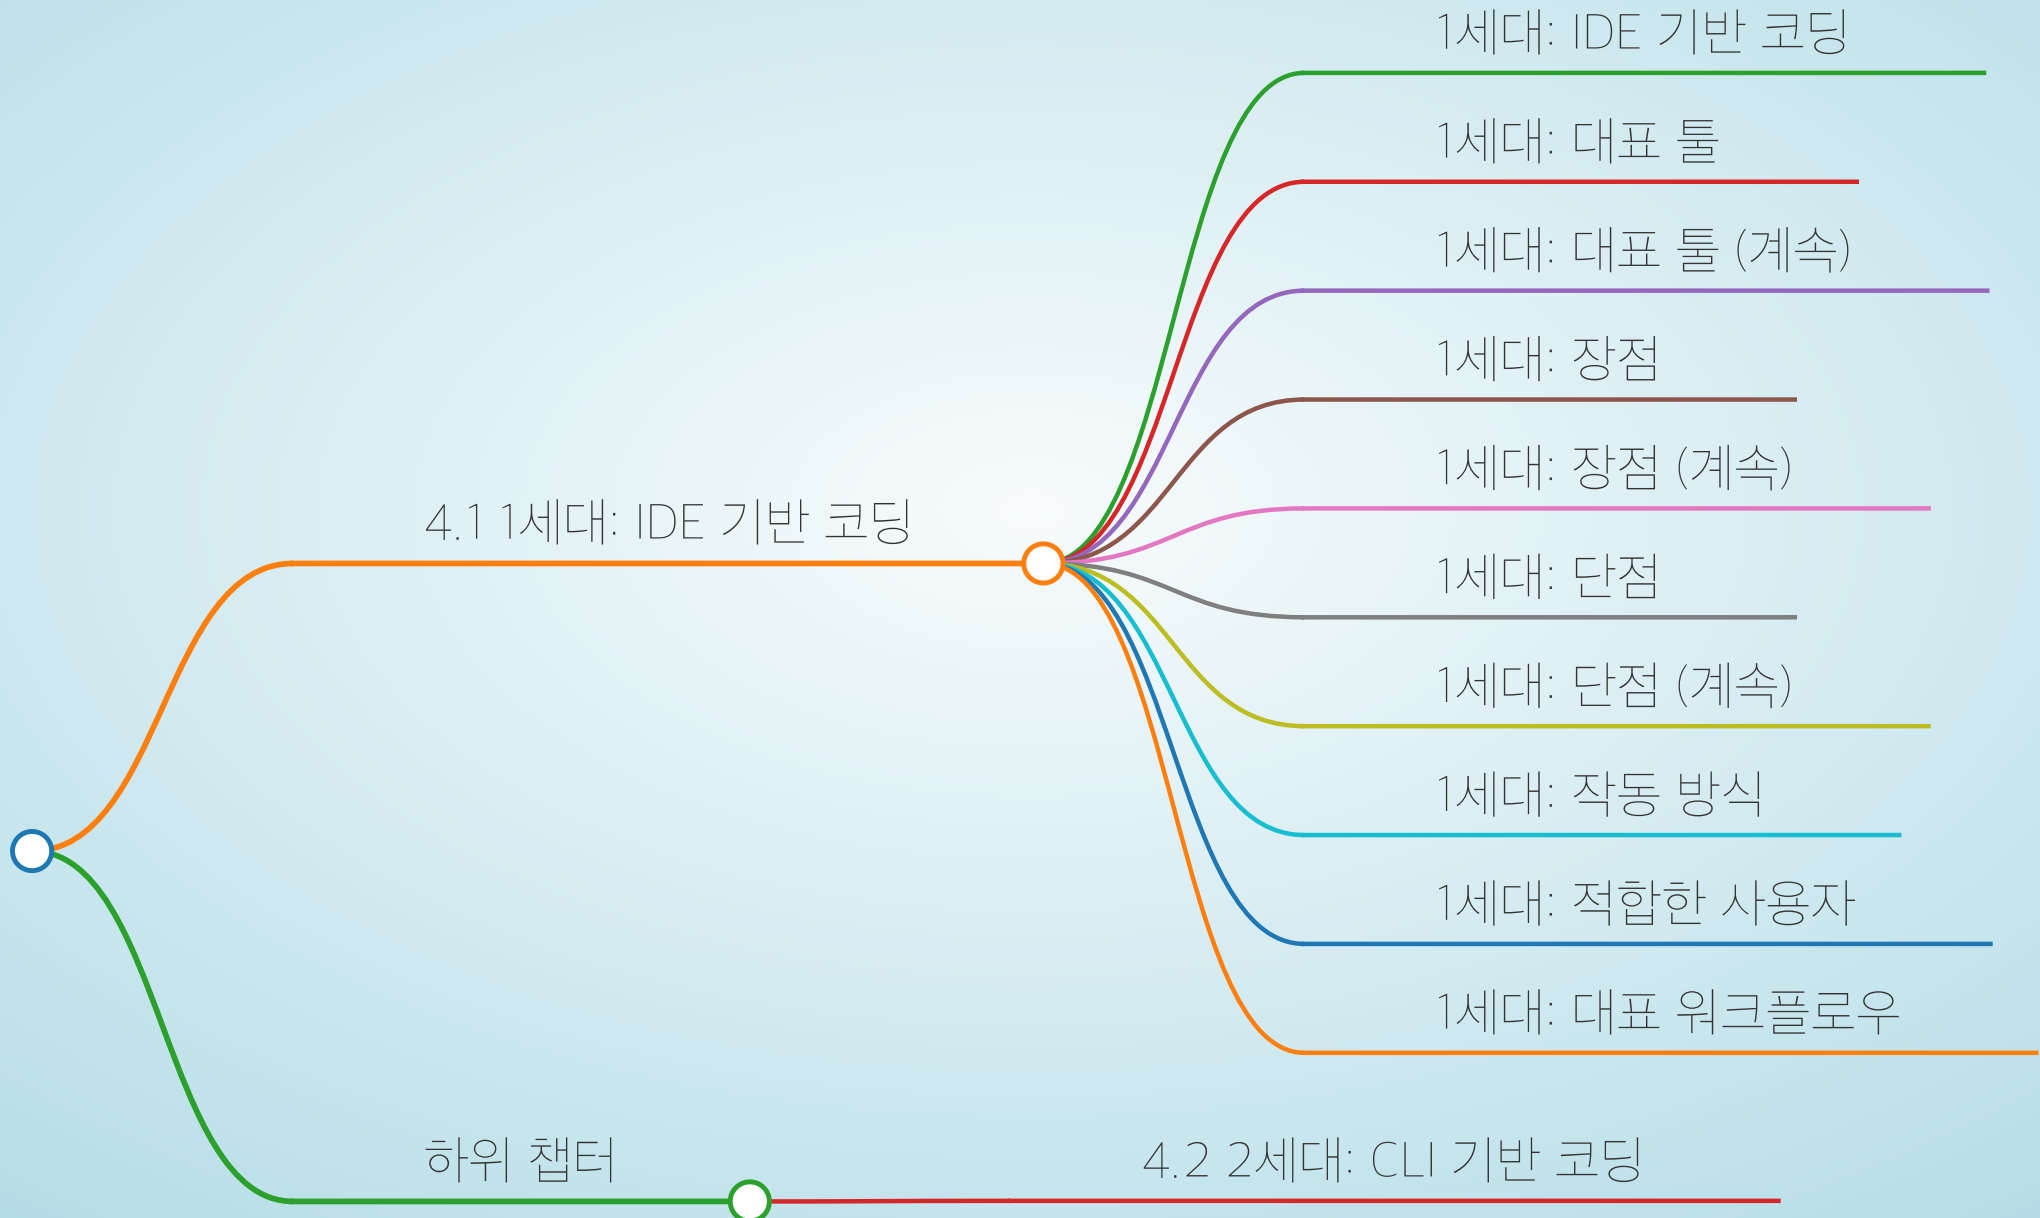 4.1 1세대: IDE 기반 코딩
1세대: IDE 기반 코딩
1세대: 대표 툴
1세대: 대표 툴 (계속)
1세대: 장점
1세대: 장점 (계속)
1세대: 단점
1세대: 단점 (계속)
1세대: 작동 방식
1세대: 적합한 사용자
1세대: 대표 워크플로우
하위 챕터
4.2 2세대: CLI 기반 코딩